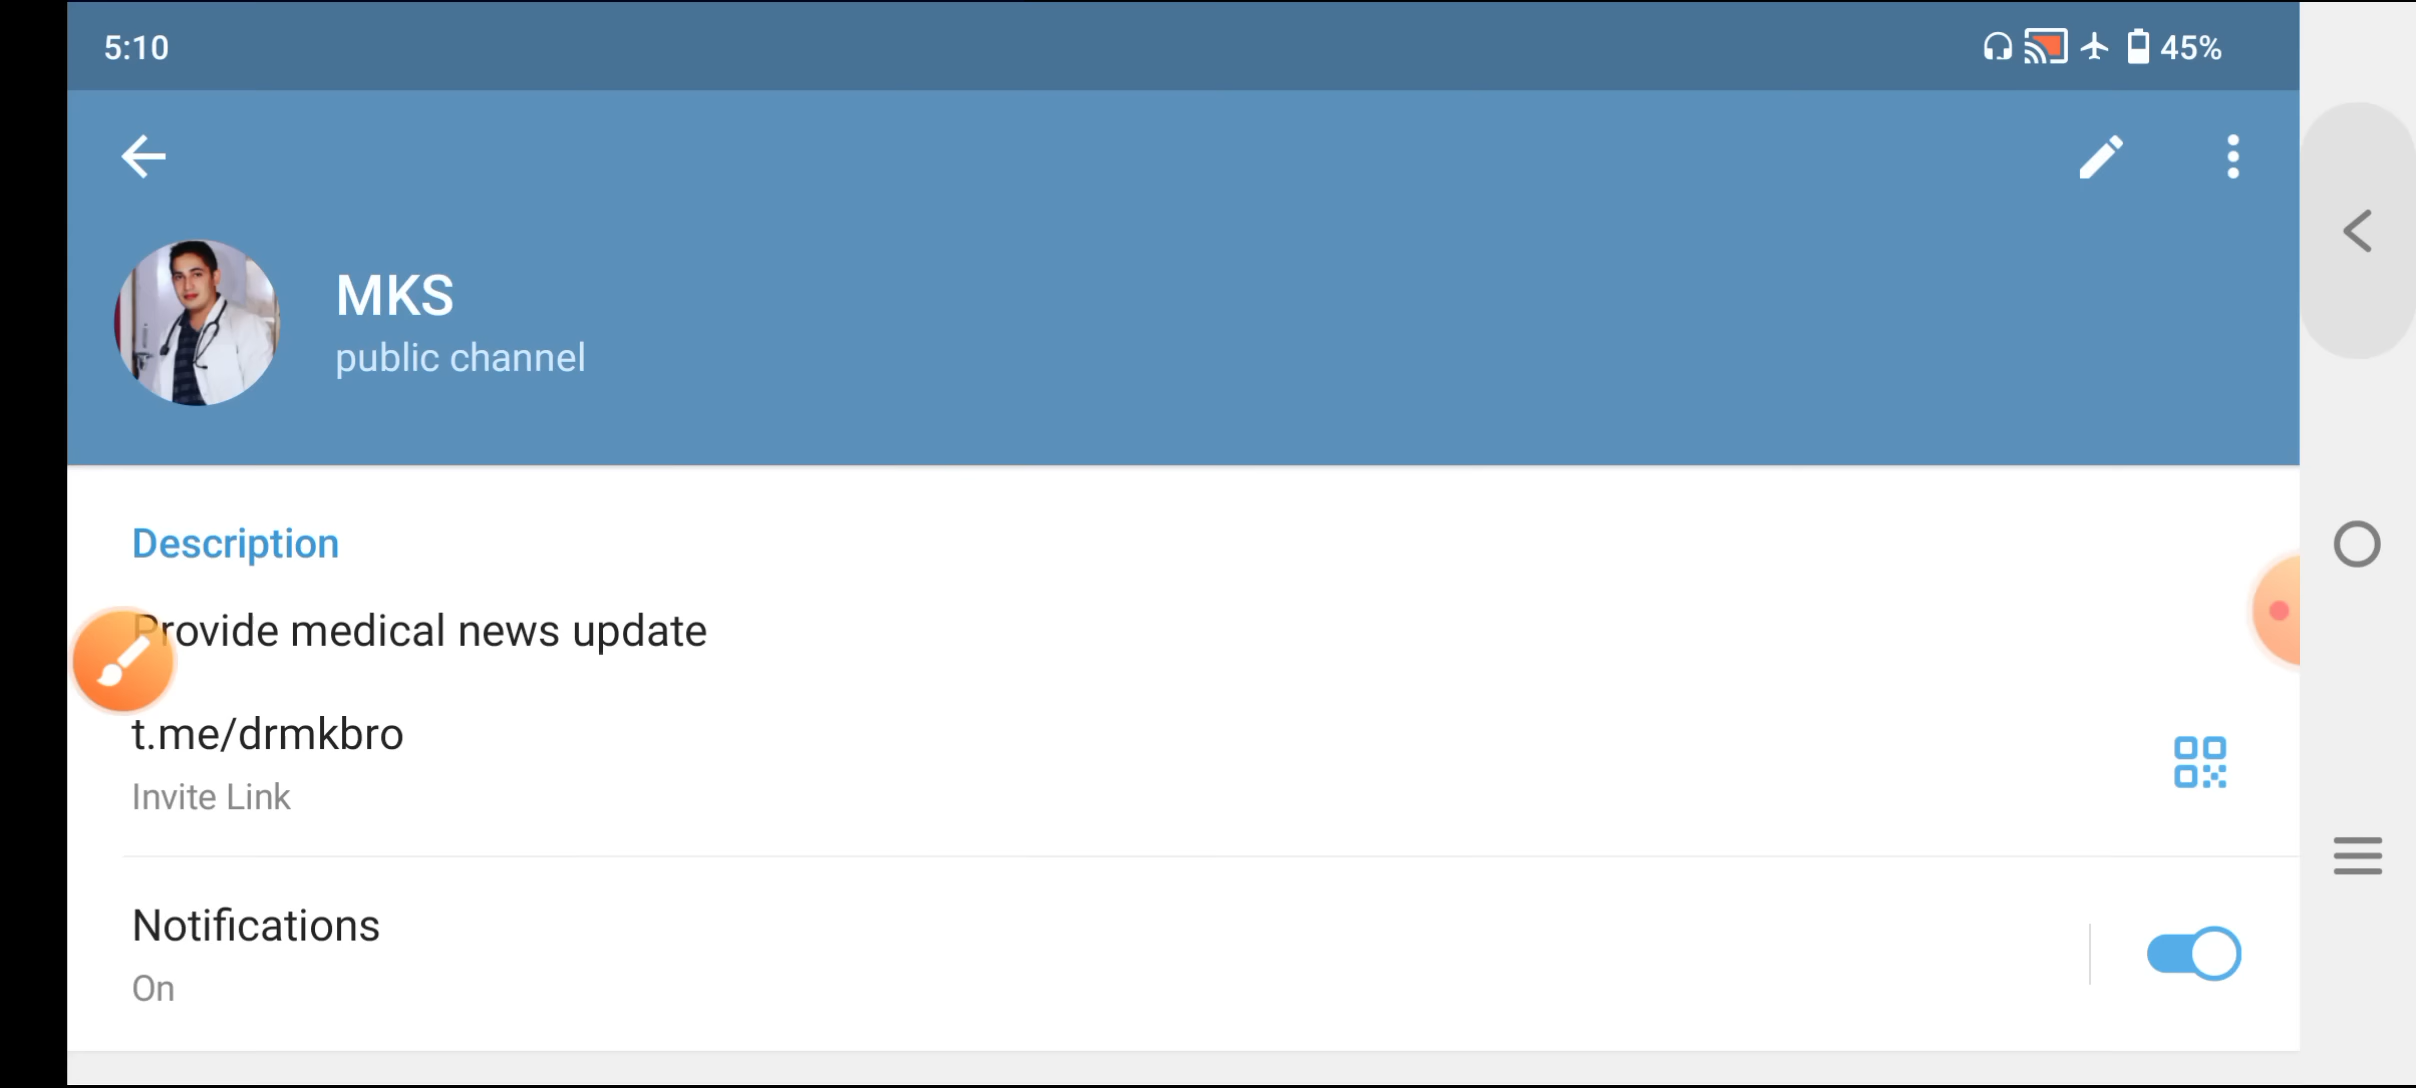 5:10
45%
MKS
public channel
Description
Provide medical news update
t.me/drmkbro
Invite Link
Notifications
On